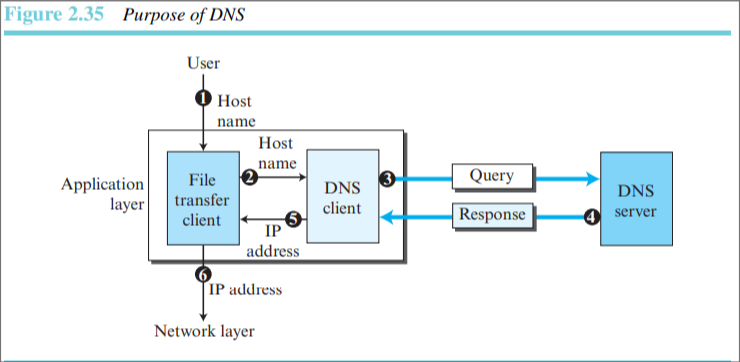 Figure 2.35 Purpose of DNS
User
1
Host
name
Application
layer
File
transfer
client
Host
name
2
DNS
client
3
Query
DNS
server
Response
4
5
IP
address
6
IP address
Network layer